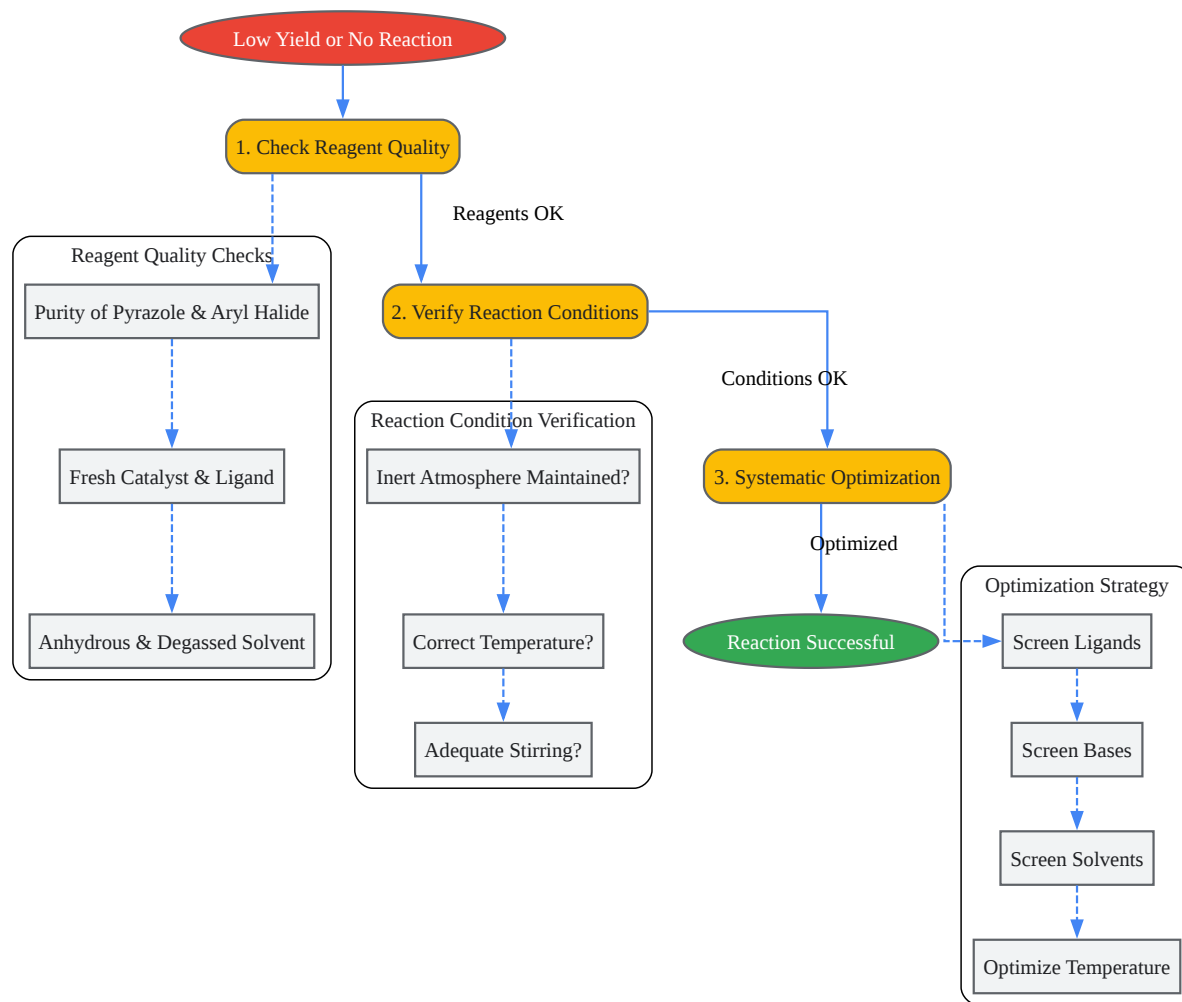 Low Yield or No Reaction
1. Check Reagent Quality
Reagents OK
Reagent Quality Checks
Purity of Pyrazole & Aryl Halide
2. Verify Reaction Conditions
Conditions OK
Reaction Condition Verification
Fresh Catalyst & Ligand
Inert Atmosphere Maintained?
3. Systematic Optimization
Optimized
Optimization Strategy
Anhydrous & Degassed Solvent
Correct Temperature?
Reaction Successful
Screen Ligands
Adequate Stirring?
Screen Bases
Screen Solvents
Optimize Temperature